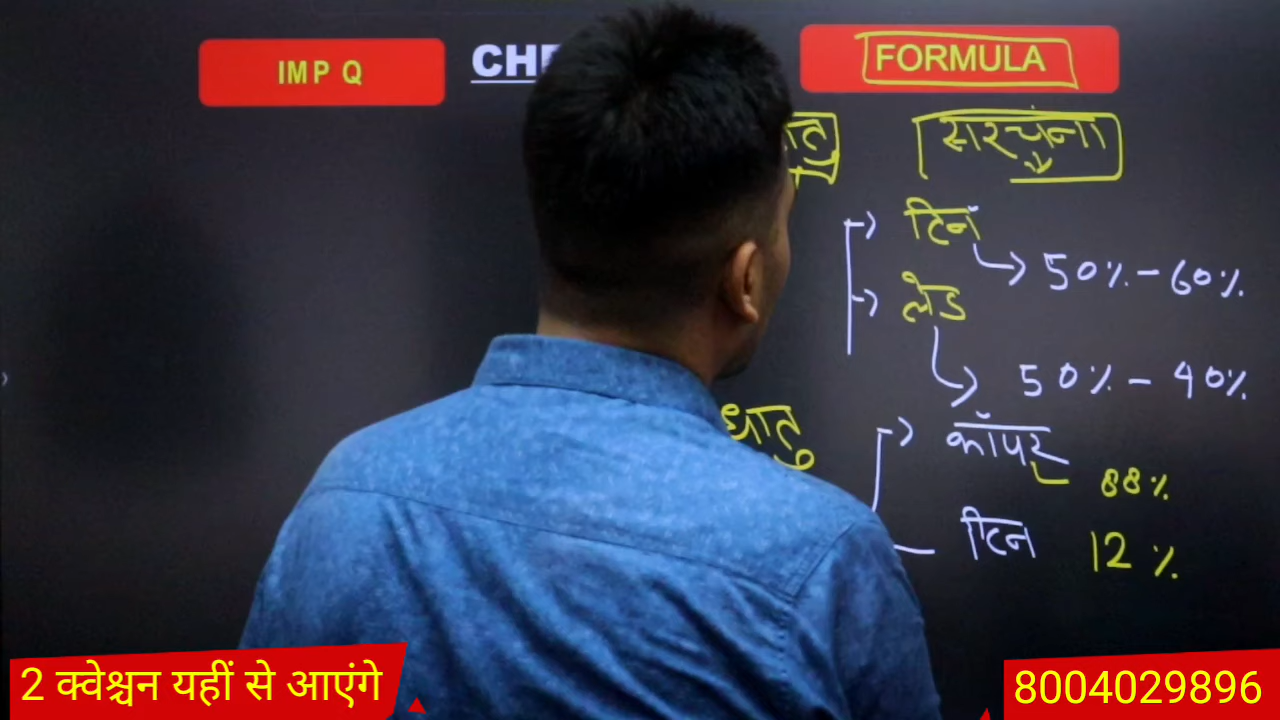 IMP Q
FORMULA
संरचना
टिन
50% - 60%
लेड
50% - 40%
धातु
कॉपर
88%
टिन
12%
2 क्वेश्चन यहीं से आएंगे
8004029896